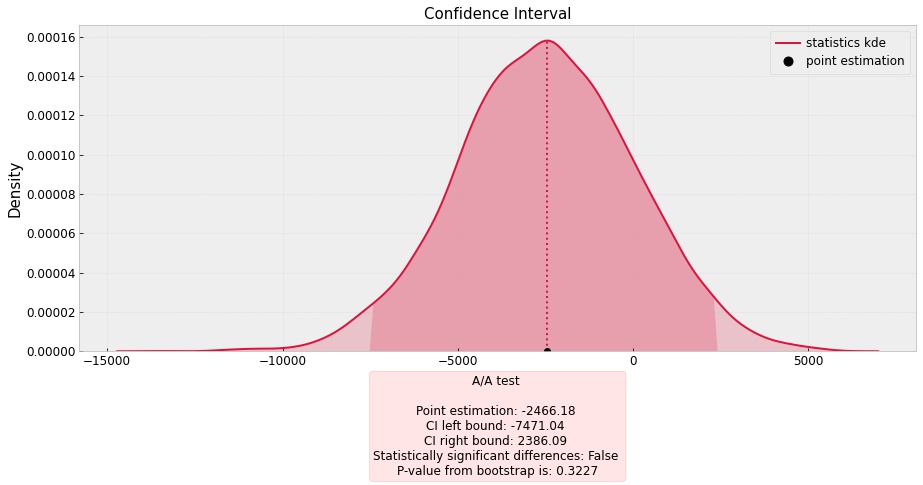 Confidence Interval
statistics kde
point estimation
Density
0.00016
0.00014
0.00012
0.00010
0.00008
0.00006
0.00004
0.00002
0.00000
−15000
−10000
−5000
0
5000
A/A test
Point estimation: -2466.18
CI left bound: -7471.04
CI right bound: 2386.09
Statistically significant differences: False
P-value from bootstrap is: 0.3227